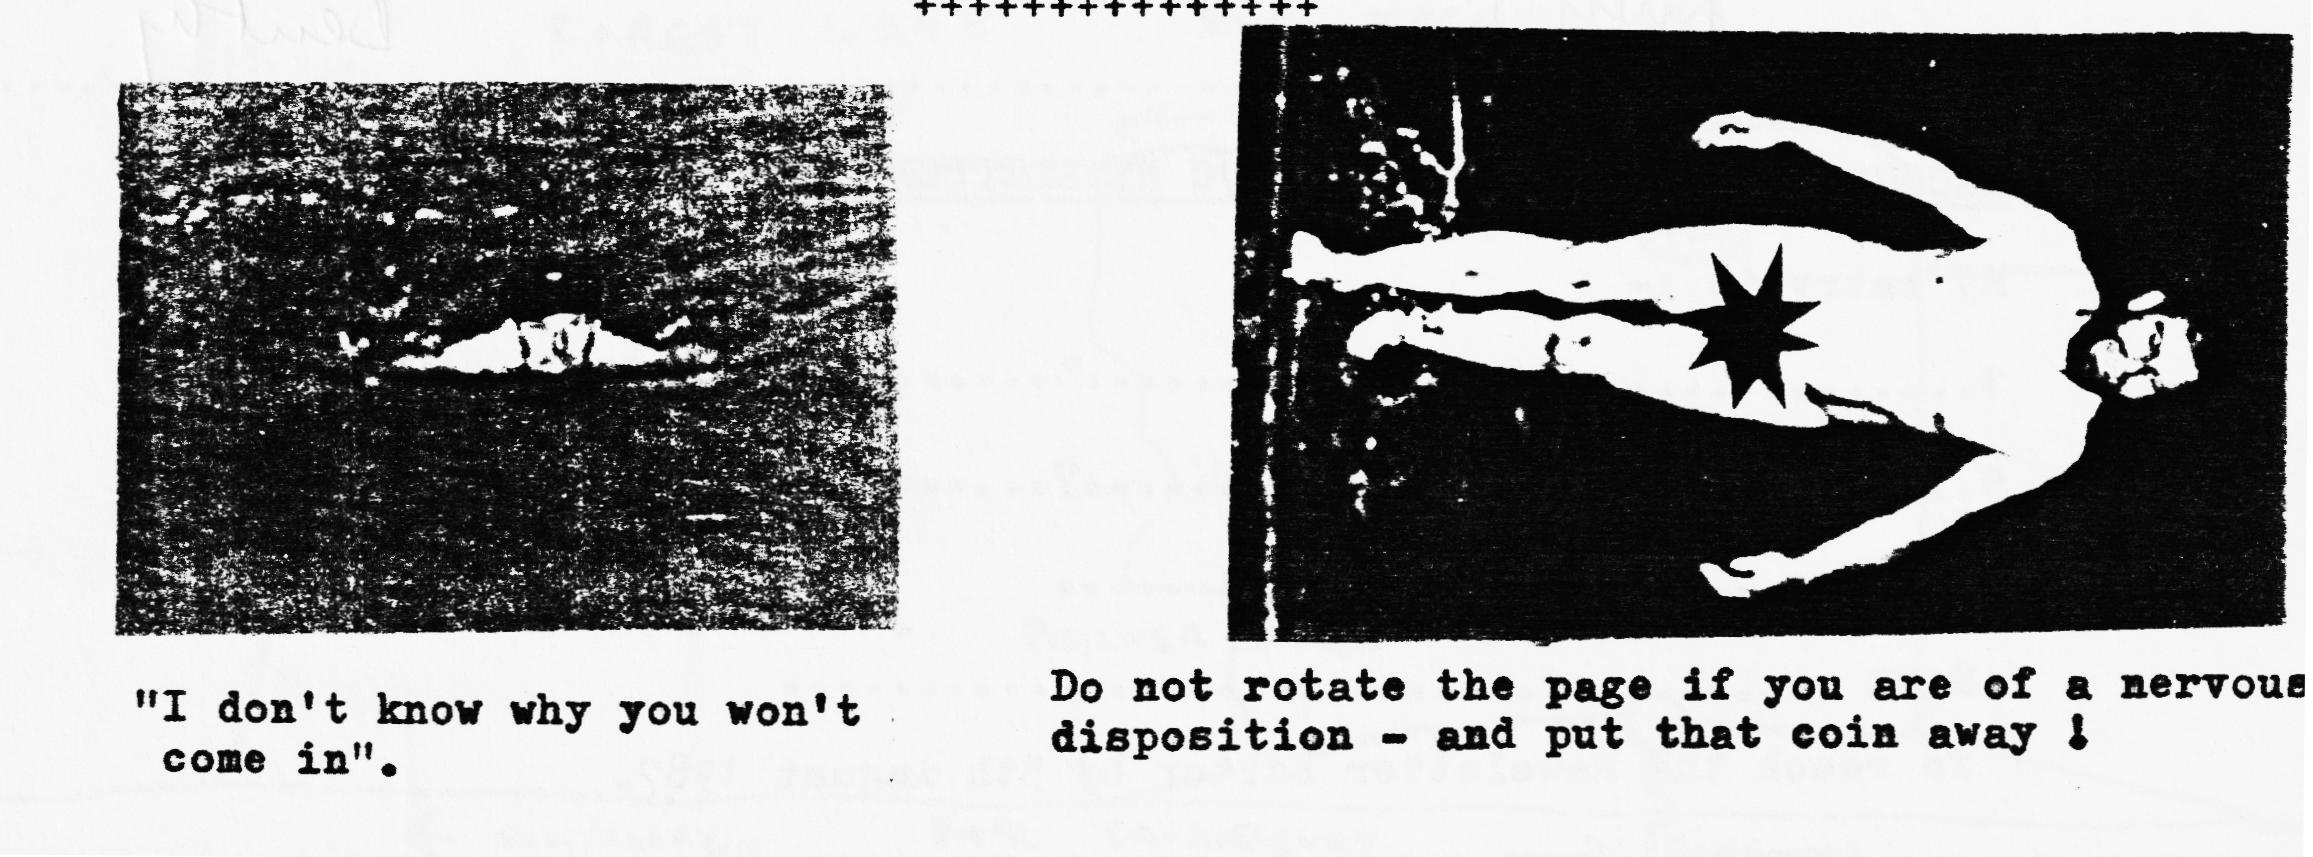 +++++++++++++++
"I don't know why you won't
come in".
Do not rotate the page if you are of a nervous
disposition - and put that coin away !